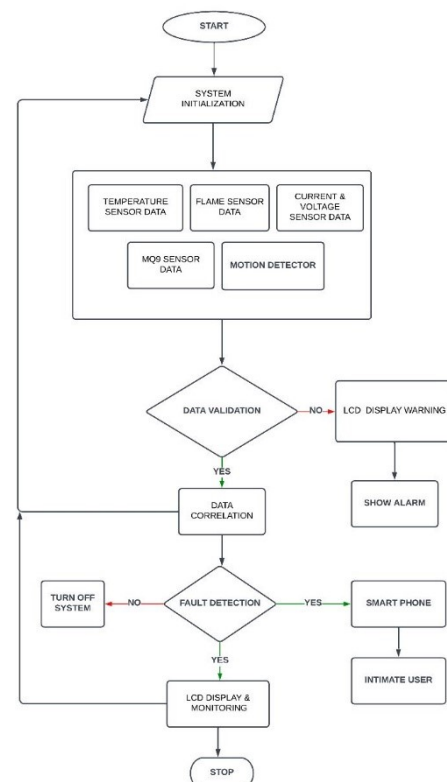 START
SYSTEM
INITIALIZATION
TEMPERATURE
SENSOR DATA
FLAME SENSOR
DATA
CURRENT &
VOLTAGE
SENSOR DATA
MQ9 SENSOR
DATA
MOTION DETECTOR
DATA VALIDATION
NO
LCD DISPLAY WARNING
YES
SHOW ALARM
DATA
CORRELATION
TURN OFF
SYSTEM
NO
FAULT DETECTION
YES
SMART PHONE
YES
INTIMATE USER
LCD DISPLAY &
MONITORING
STOP